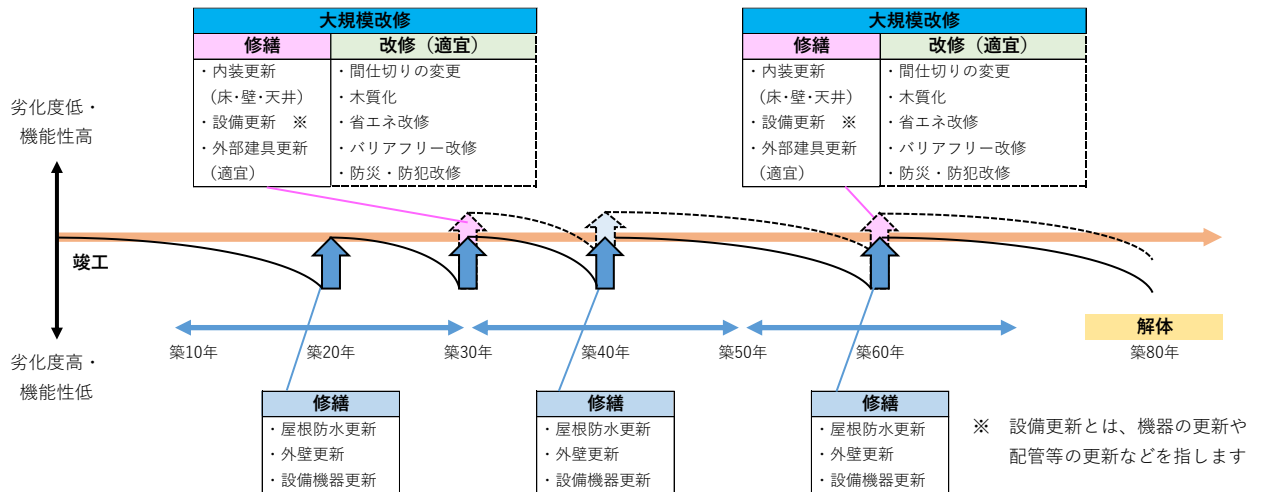 大規模改修
修繕
改修（適宜）
・内装更新
（床・壁・天井）
・設備更新　※
・外部建具更新
（適宜）
・間仕切りの変更
・木質化
・省エネ改修
・バリアフリー改修
・防災・防犯改修
大規模改修
修繕
改修（適宜）
・内装更新
（床・壁・天井）
・設備更新　※
・外部建具更新
（適宜）
・間仕切りの変更
・木質化
・省エネ改修
・バリアフリー改修
・防災・防犯改修
劣化度低・
機能性高
竣工
劣化度高・
機能性低
築10年
築20年
築30年
築40年
築50年
築60年
解体
築80年
修繕
・屋根防水更新
・外壁更新
・設備機器更新
修繕
・屋根防水更新
・外壁更新
・設備機器更新
修繕
・屋根防水更新
・外壁更新
・設備機器更新
※　設備更新とは、機器の更新や
配管等の更新などを指します